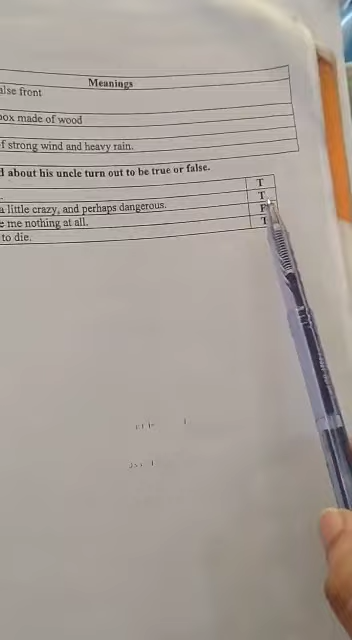 Meanings
alse front
box made of wood
f strong wind and heavy rain.
d about his uncle turn out to be true or false.
. T
a little crazy, and perhaps dangerous. T
e me nothing at all. F
to die. T